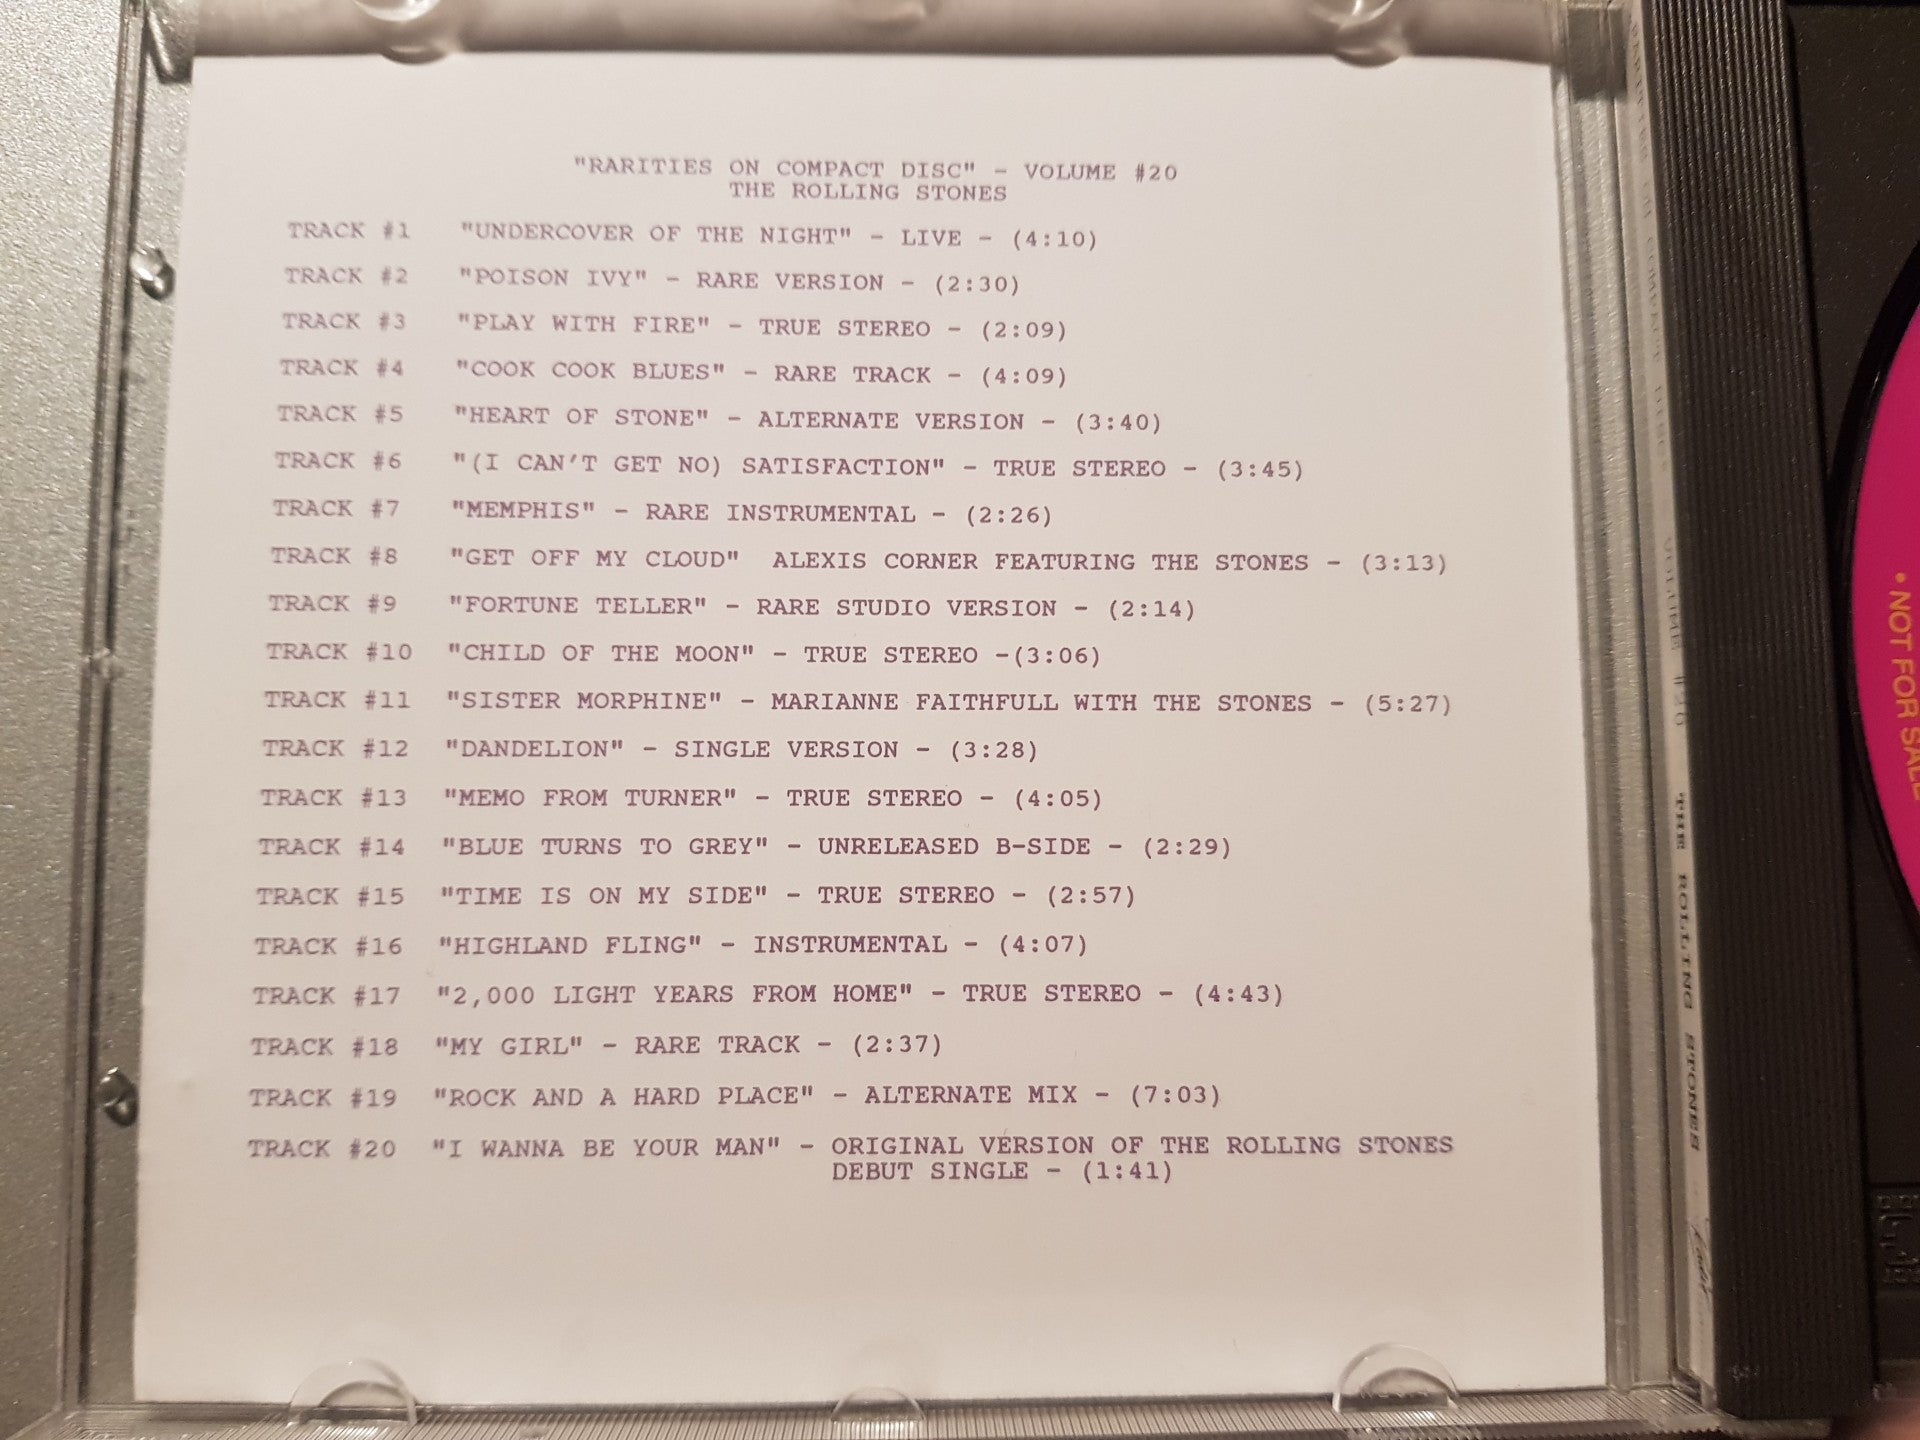 "RARITIES ON COMPACT DISC" - VOLUME #20
THE ROLLING STONES
TRACK #1 "UNDERCOVER OF THE NIGHT" - LIVE - (4:10)
TRACK #2 "POISON IVY" - RARE VERSION - (2:30)
TRACK #3 "PLAY WITH FIRE" - TRUE STEREO - (2:09)
TRACK #4 "COOK COOK BLUES" - RARE TRACK - (4:09)
TRACK #5 "HEART OF STONE" - ALTERNATE VERSION - (3:40)
TRACK #6 "(I CAN'T GET NO) SATISFACTION" - TRUE STEREO - (3:45)
TRACK #7 "MEMPHIS" - RARE INSTRUMENTAL - (2:26)
TRACK #8 "GET OFF MY CLOUD" ALEXIS CORNER FEATURING THE STONES - (3:13)
TRACK #9 "FORTUNE TELLER" - RARE STUDIO VERSION - (2:14)
TRACK #10 "CHILD OF THE MOON" - TRUE STEREO -(3:06)
TRACK #11 "SISTER MORPHINE" - MARIANNE FAITHFULL WITH THE STONES - (5:27)
TRACK #12 "DANDELION" - SINGLE VERSION - (3:28)
TRACK #13 "MEMO FROM TURNER" - TRUE STEREO - (4:05)
TRACK #14 "BLUE TURNS TO GREY" - UNRELEASED B-SIDE - (2:29)
TRACK #15 "TIME IS ON MY SIDE" - TRUE STEREO - (2:57)
TRACK #16 "HIGHLAND FLING" - INSTRUMENTAL - (4:07)
TRACK #17 "2,000 LIGHT YEARS FROM HOME" - TRUE STEREO - (4:43)
TRACK #18 "MY GIRL" - RARE TRACK - (2:37)
TRACK #19 "ROCK AND A HARD PLACE" - ALTERNATE MIX - (7:03)
TRACK #20 "I WANNA BE YOUR MAN" - ORIGINAL VERSION OF THE ROLLING STONES
DEBUT SINGLE - (1:41)
VOLUME #20 THE ROLLING STONES
• NOT FOR SALE